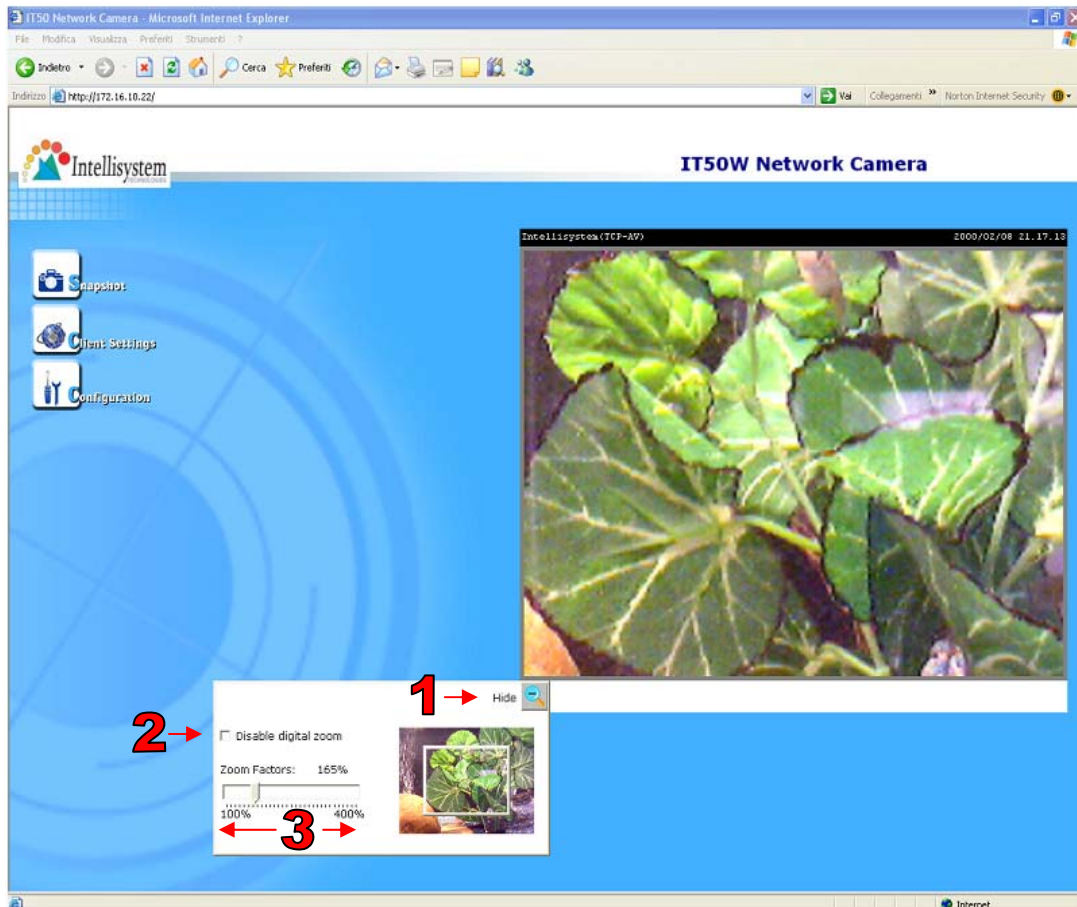 IT50 Network Camera - Microsoft Internet Explorer
File Modifica Visualizza Preferiti Strumenti ?
Indietro Cerca Preferiti
Indirizzo http://172.16.10.22/ Vai Collegamenti » Norton Internet Security
Intellisystem
TECHNOLOGIES
IT50W Network Camera
Intellisystem(TCP-AV) 2000/02/08 21.17.13
Snapshot
Client Settings
Configuration
1 Hide
2 Disable digital zoom
Zoom Factors: 165%
100% 400%
3
Internet